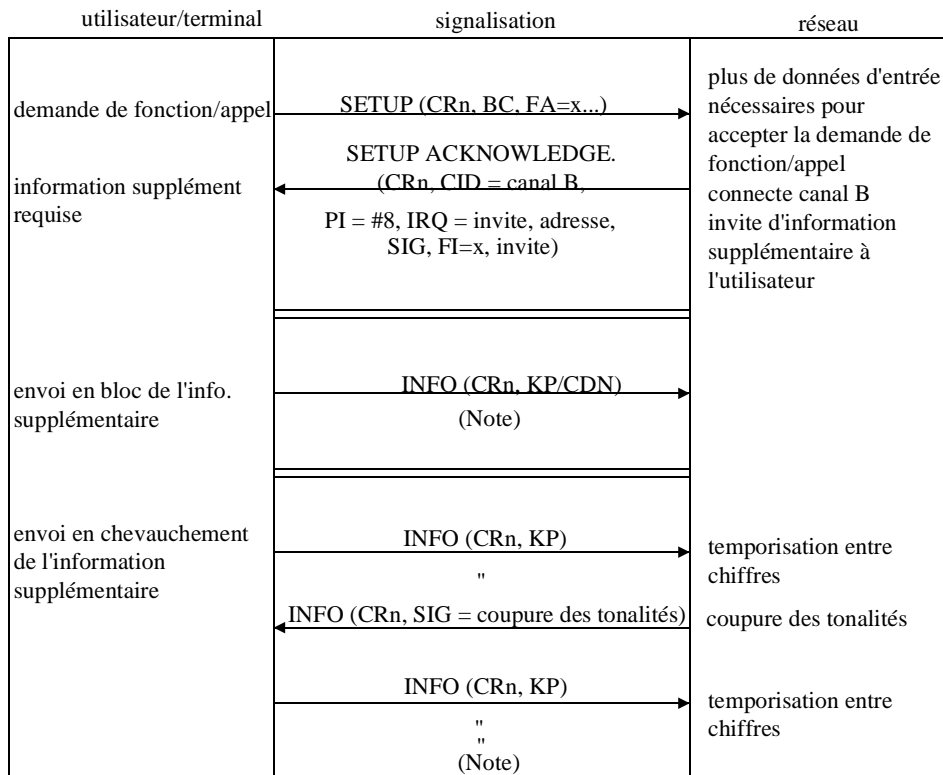 utilisateur/terminal
signalisation
réseau
demande de fonction/appel
SETUP (CRn, BC, FA=x...)
plus de données d'entrée
nécessaires pour
accepter la demande de
fonction/appel
connecte canal B
invite d'information
supplémentaire à
l'utilisateur
information supplément
requise
SETUP ACKNOWLEDGE.
(CRn, CID = canal B,
PI = #8, IRQ = invite, adresse,
SIG, FI=x, invite)
envoi en bloc de l'info.
supplémentaire
INFO (CRn, KP/CDN)
(Note)
envoi en chevauchement
de l'information
supplémentaire
INFO (CRn, KP)
"
temporisation entre
chiffres
INFO (CRn, SIG = coupure des tonalités)
coupure des tonalités
INFO (CRn, KP)
"
"
(Note)
temporisation entre
chiffres